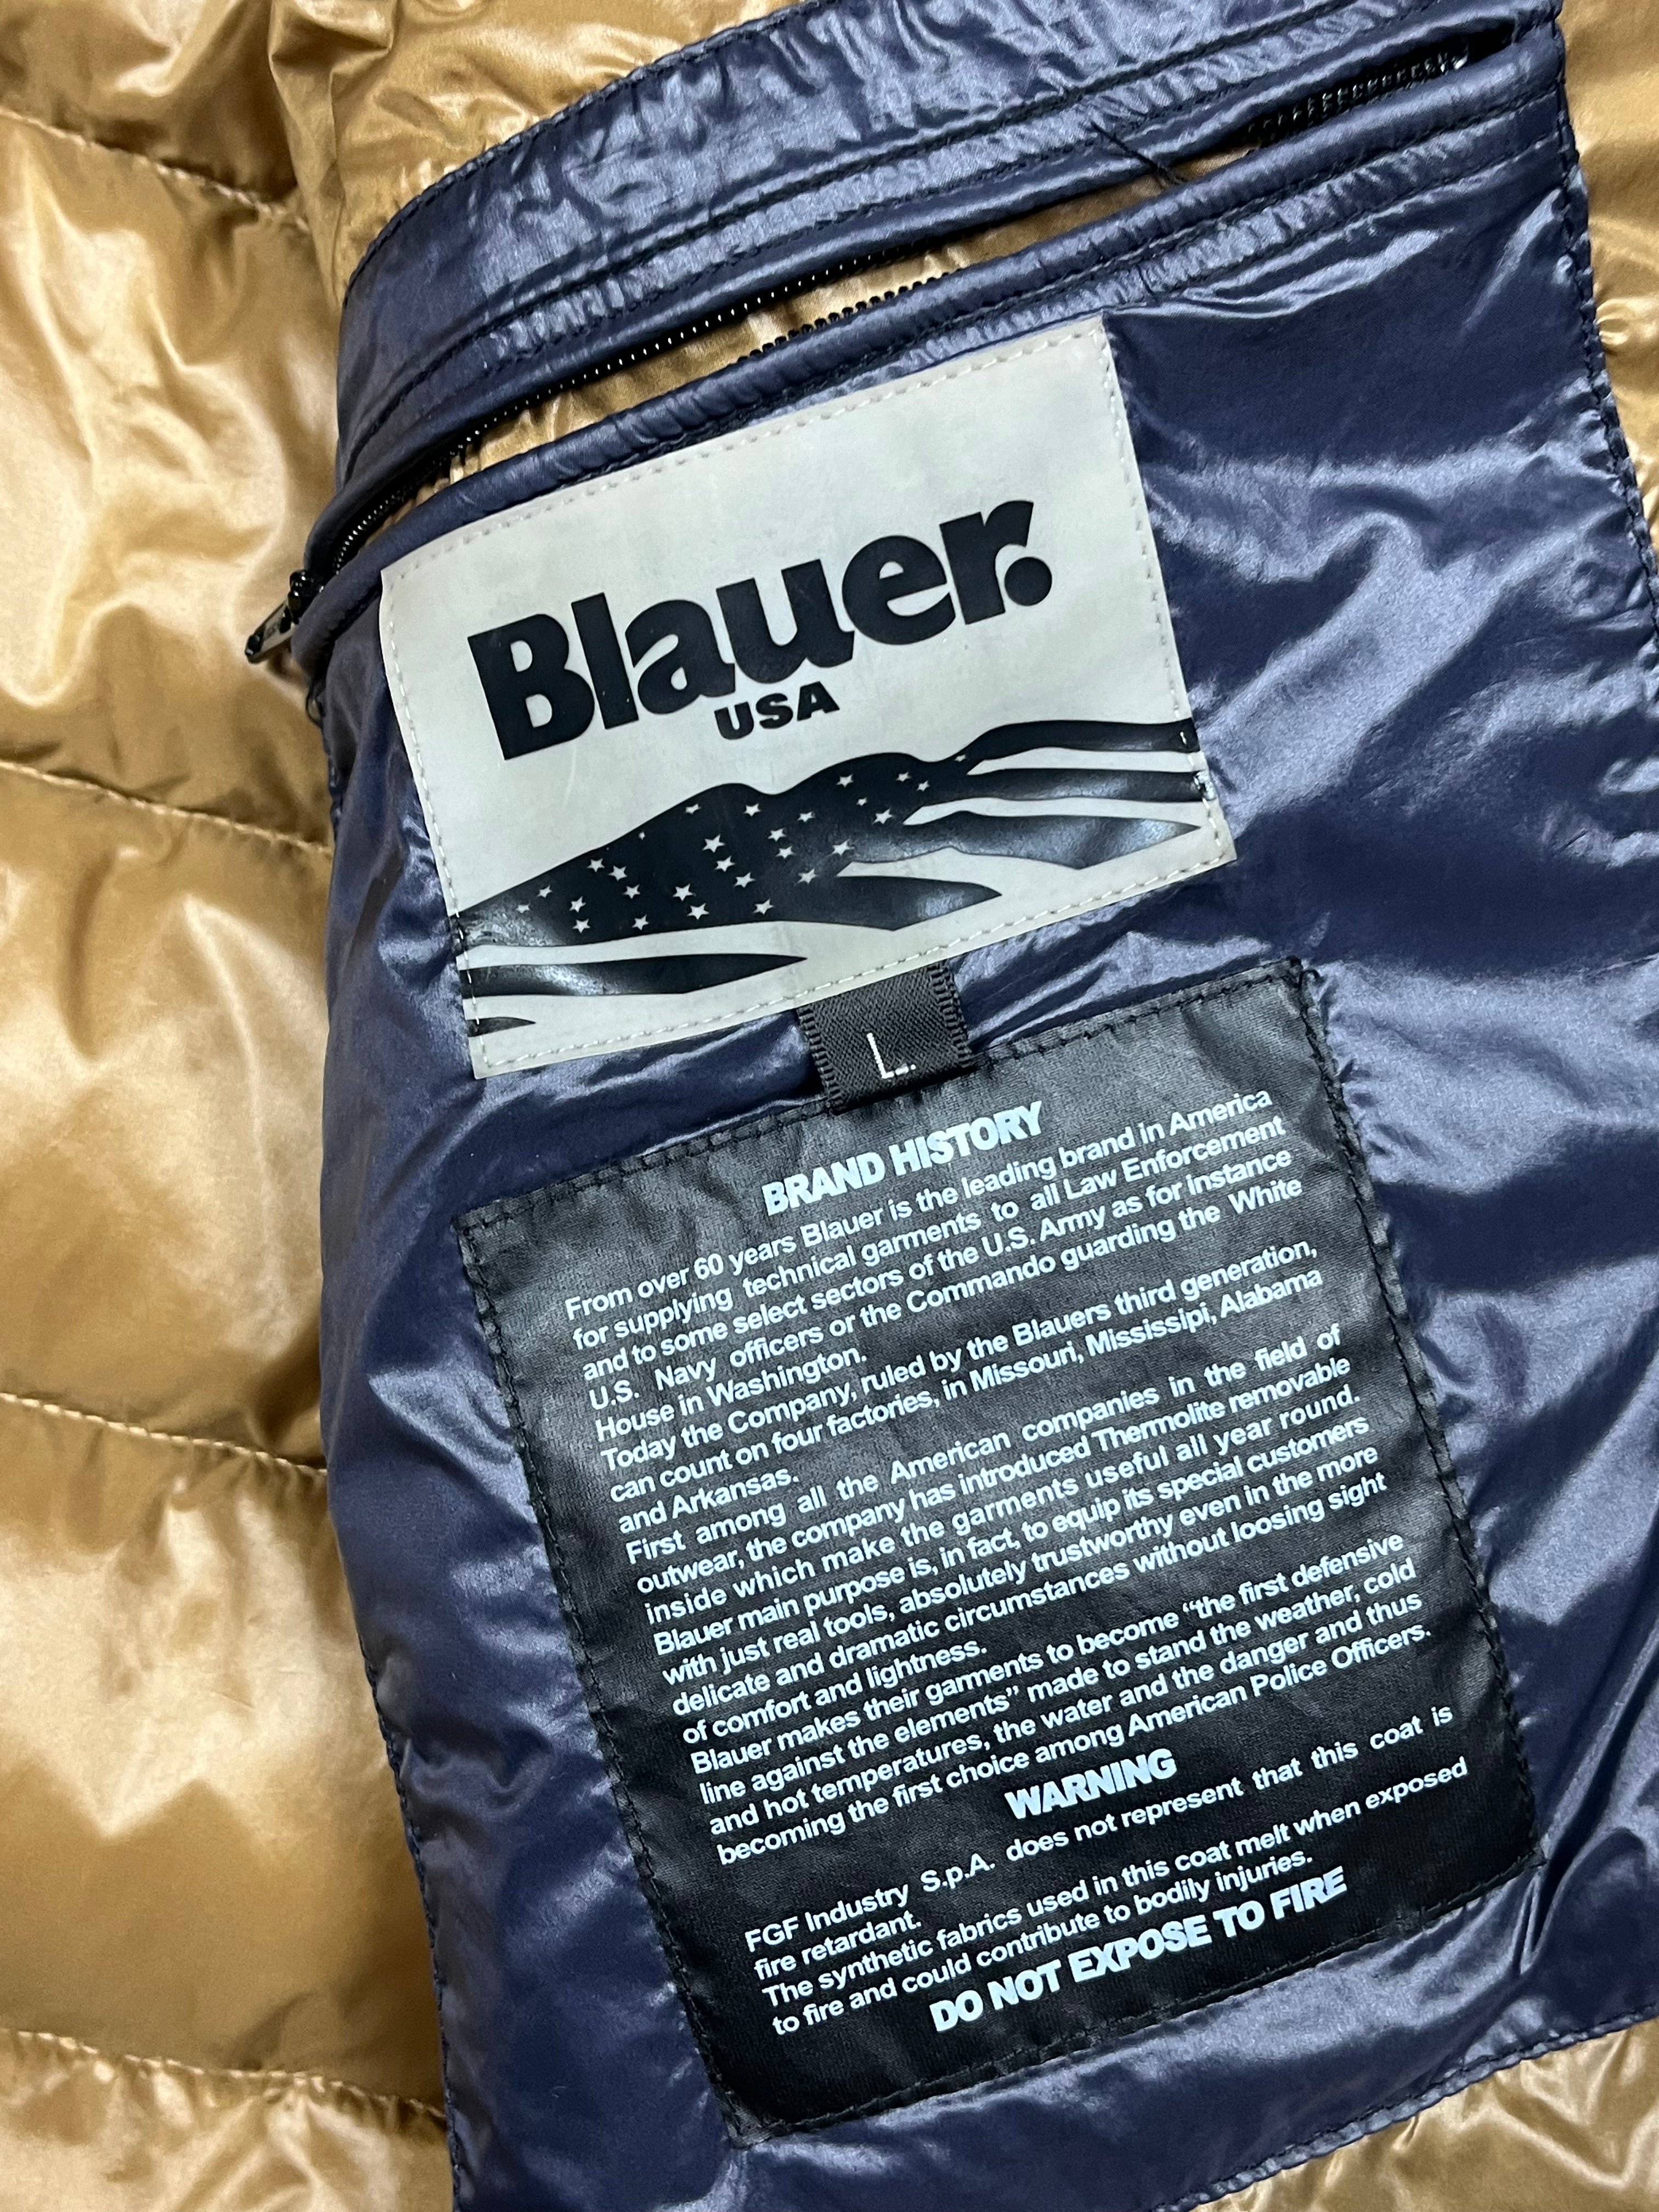 Blauer.
USA
L.
BRAND HISTORY
From over 60 years Blauer is the leading brand in America
for supplying technical garments to all Law Enforcement
and to some select sectors of the U.S. Army as for instance
U.S. Navy officers or the Commando guarding the White
House in Washington.
Today the Company, ruled by the Blauers third generation,
can count on four factories, in Missouri, Mississipi, Alabama
and Arkansas.
First among all the American companies in the field of
outwear, the company has introduced Thermolite removable
inside which make the garments useful all year round.
Blauer main purpose is, in fact, to equip its special customers
with just real tools, absolutely trustworthy even in the more
delicate and dramatic circumstances without loosing sight
of comfort and lightness.
Blauer makes their garments to become “the first defensive
line against the elements” made to stand the weather, cold
and hot temperatures, the water and the danger and thus
becoming the first choice among American Police Officers.
WARNING
FGF Industry S.p.A. does not represent that this coat is
fire retardant.
The synthetic fabrics used in this coat melt when exposed
to fire and could contribute to bodily injuries.
DO NOT EXPOSE TO FIRE